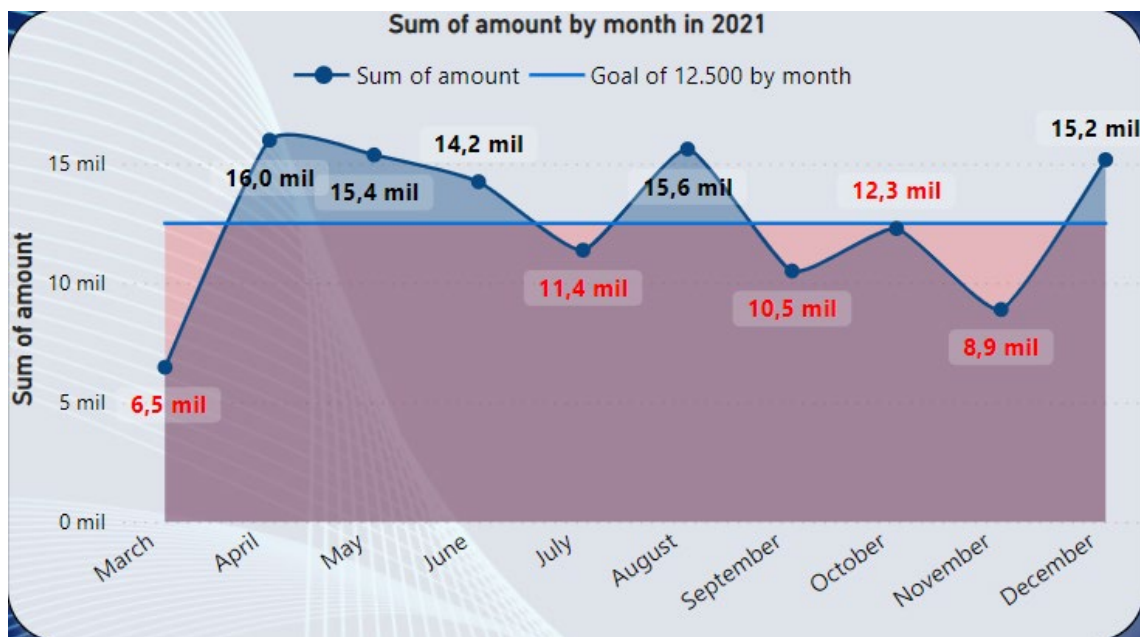 Sum of amount by month in 2021
Sum of amount
Goal of 12.500 by month
Sum of amount
15 mil
10 mil
5 mil
0 mil
6,5 mil
16,0 mil
15,4 mil
14,2 mil
11,4 mil
15,6 mil
10,5 mil
12,3 mil
8,9 mil
15,2 mil
March
April
May
June
July
August
September
October
November
December